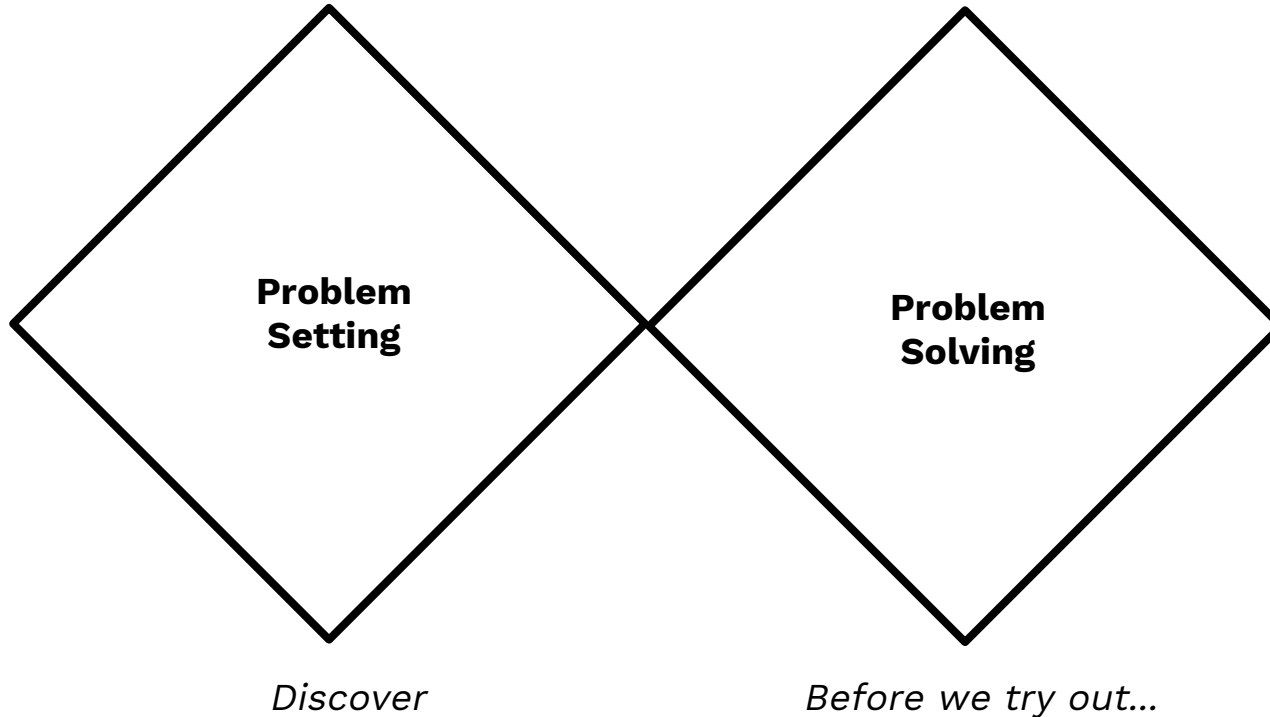 Problem
Setting
Problem
Solving
Discover
Before we try out...